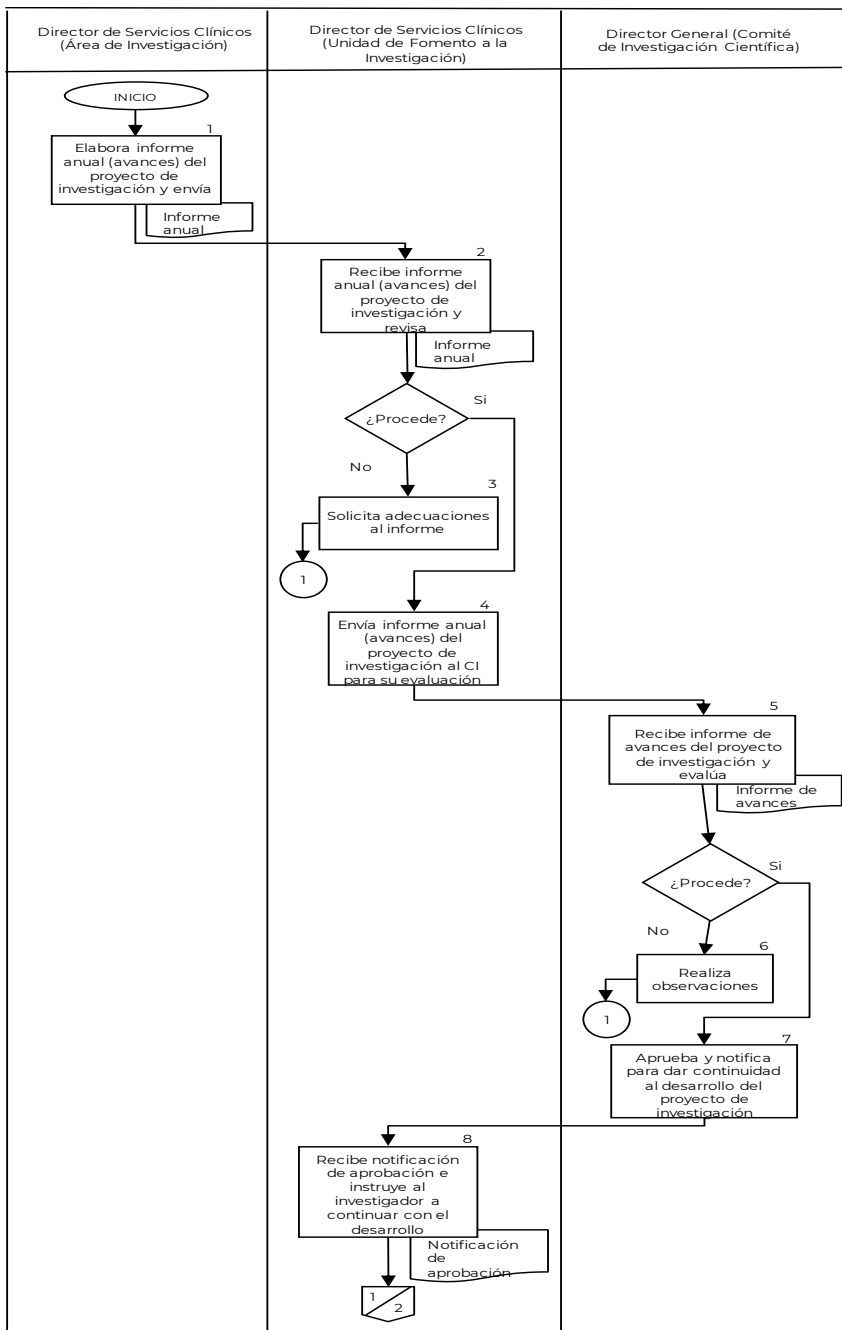 Director de Servicios Clínicos
(Área de Investigación)
Director de Servicios Clínicos
(Unidad de Fomento a la
Investigación)
Director General (Comité
de Investigación Científica)
INICIO
1
Elabora informe
anual (avances) del
proyecto de
investigación y envía
Informe
anual
2
Recibe informe
anual (avances) del
proyecto de
investigación y
revisa
Informe
anual
¿Procede?
Si
No
3
Solicita adecuaciones
al informe
1
4
Envía informe anual
(avances) del
proyecto de
investigación al CI
para su evaluación
5
Recibe informe de
avances del proyecto
de investigación y
evalúa
Informe de
avances
¿Procede?
Si
No
6
Realiza
observaciones
1
7
Aprueba y notifica
para dar continuidad
al desarrollo del
proyecto de
investigación
8
Recibe notificación
de aprobación e
instruye al
investigador a
continuar con el
desarrollo
Notificación
de
aprobación
1
2